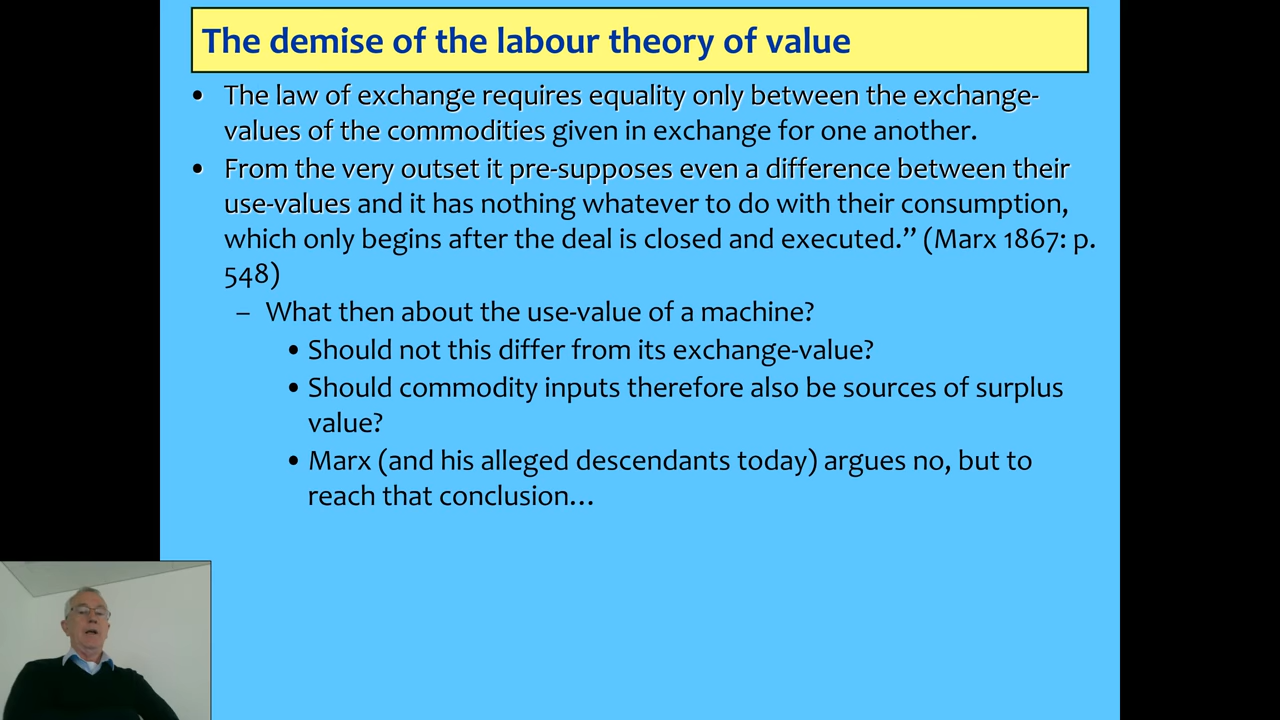 The demise of the labour theory of value
• The law of exchange requires equality only between the exchange-
values of the commodities given in exchange for one another.
• From the very outset it pre-supposes even a difference between their
use-values and it has nothing whatever to do with their consumption,
which only begins after the deal is closed and executed.” (Marx 1867: p.
548)
– What then about the use-value of a machine?
• Should not this differ from its exchange-value?
• Should commodity inputs therefore also be sources of surplus
value?
• Marx (and his alleged descendants today) argues no, but to
reach that conclusion…